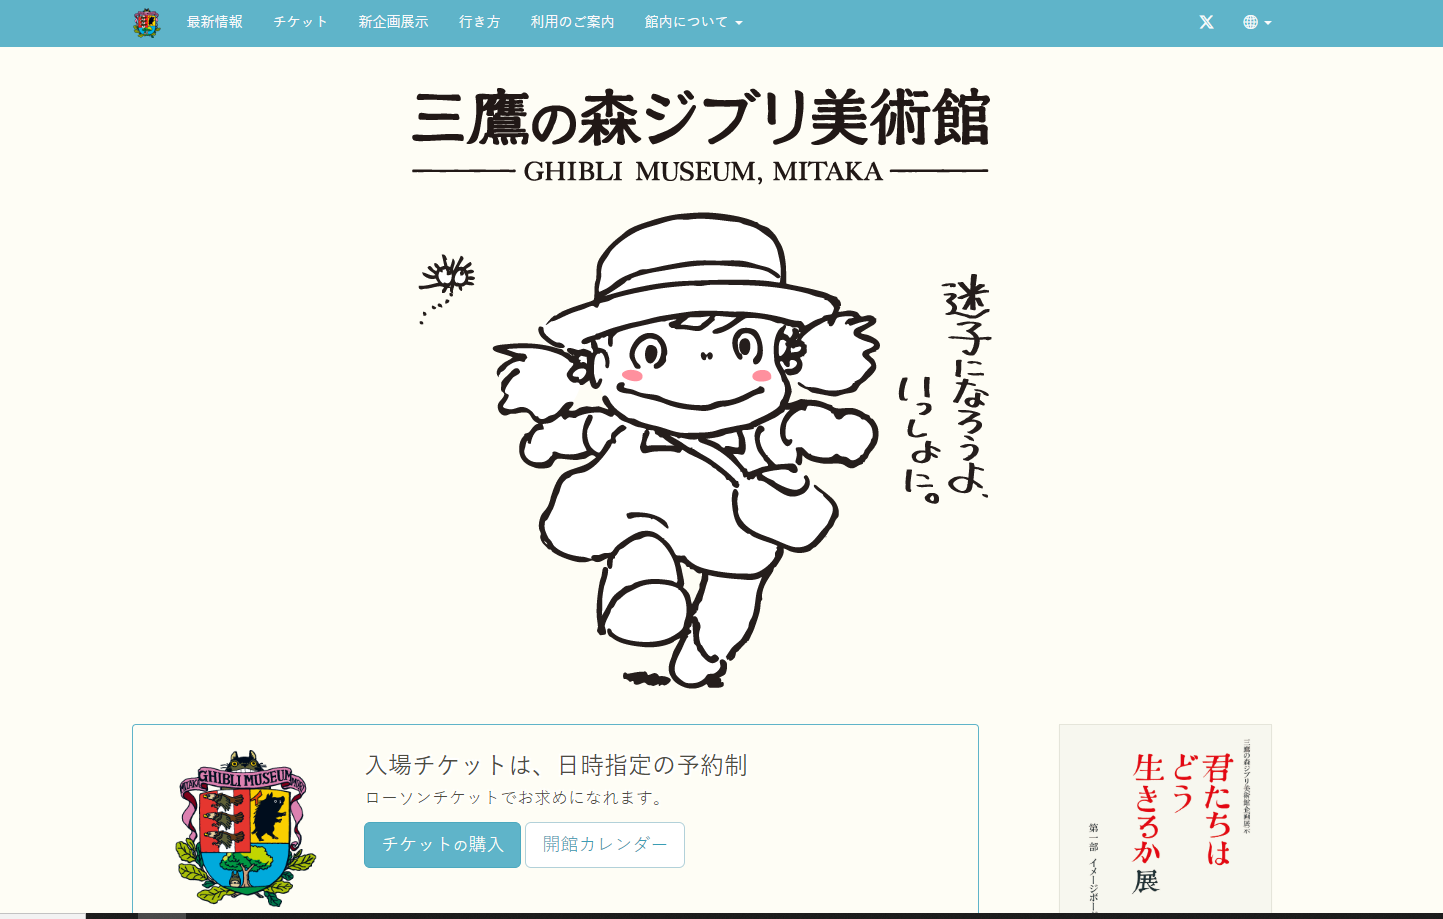 最新情報
チケット
新企画展示
行き方
利用のご案内
館内について
三鷹の森ジブリ美術館
GHIBLI MUSEUM, MITAKA
迷子になろうよ、
いっしょに。
GHIBLI MUSEUM
MITAKA
入場チケットは、日時指定の予約制
ローソンチケットでお求めになれます。
チケットの購入
開館カレンダー
三鷹の森ジブリ美術館企画展示
君たちは
どう
生きるか展
第一部 イメージボー